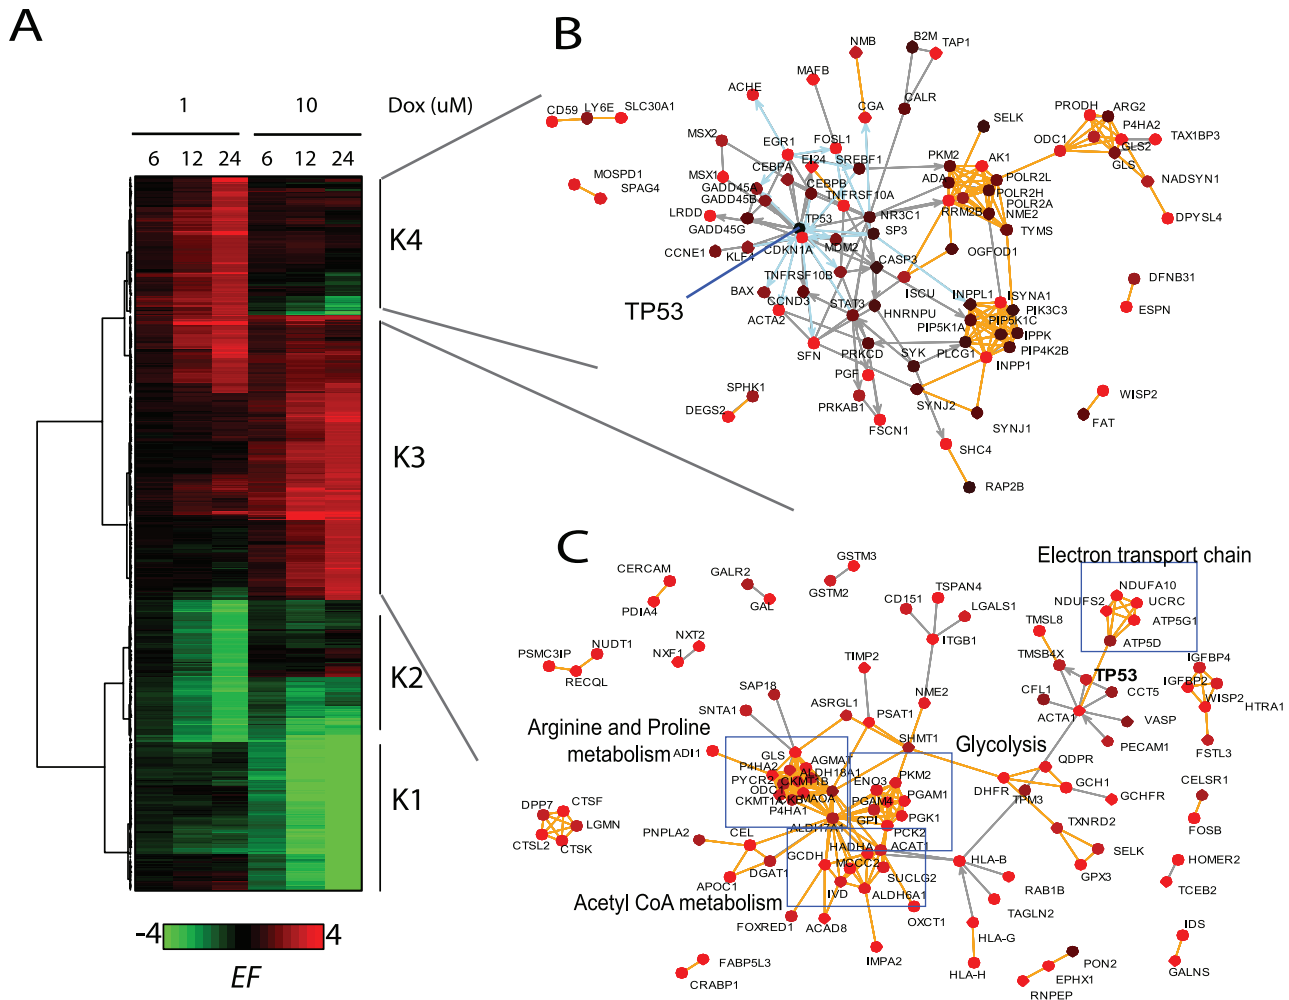 A
1
10
Dox (uM)
6
12
24
6
12
24
K4
K3
K2
K1
-4
4
EF
B
NMB
B2M
TAP1
MAFB
ACHE
CGA
CALR
CD59
LY6E
SLC30A1
MSX2
EGR1
FOSL1
SELK
PRODH
ARG2
P4HA2
ODC1
TAX1BP3
GLS2
GLS
CEBPA
EI24
SREBF1
PKM2
AK1
MOSPD1
SPAG4
MSX1
GADD45A
CEBPB
ADA
POLR2L
NADSYN1
GADD45B
TNFRSF10A
POLR2H
POLR2A
LRDD
TP53
NR3C1
RRM2B
NME2
DPYSL4
GADD45G
SP3
TYMS
CCNE1
KLF4
CDKN1A
MDM2
OGFOD1
CASP3
TNFRSF10B
DFNB31
BAX
ISCU
INPPL1
ISYNA1
TP53
CCND3
STAT3
HNRNPU
PIK3C3
ESPN
ACTA2
PIP5K1A
PIP5K1C
IPPK
SFN
PRKCD
SYK
PLCG1
PIP4K2B
PGF
INPP1
SPHK1
WISP2
DEGS2
PRKAB1
SYNJ2
FSCN1
SYNJ1
FAT
SHC4
RAP2B
C
Electron transport chain
CERCAM
GALR2
GSTM3
NDUFA10
PDIA4
GAL
GSTM2
CD151
TSPAN4
NDUFS2
UCRC
LGALS1
TMSL8
ATP5G1
NUDT1
NXT2
ITGB1
ATP5D
PSMC3IP
NXF1
TIMP2
TMSB4X
IGFBP4
RECQL
TP53
IGFBP2
SAP18
NME2
CFL1
CCT5
WISP2
ASRGL1
PSAT1
HTRA1
SNTA1
ACTA1
VASP
Arginine and Proline
metabolism
SHMT1
Glycolysis
PECAM1
FSTL3
ADI1
GLS
AGMAT
QDPR
P4HA2
ALDH18A1
ENO3
PKM2
GCH1
CELSR1
PYCR2
CKMT1B
DHFR
ODC1
PGAM4
PGAM1
TPM3
GCHFR
CKMT1A
CKB
MAOA
DPP7
CTSF
P4HA1
GPI
PGK1
FOSB
LGMN
ALDH7A1
PCK2
TXNRD2
PNPLA2
CEL
HADHA
ACAT1
CTSL2
CTSK
GCDH
MCCC2
HLA-B
SELK
HOMER2
DGAT1
SUCLG2
GPX3
APOC1
IVD
ALDH6A1
RAB1B
TCEB2
Acetyl CoA metabolism
TAGLN2
FOXRED1
OXCT1
ACAD8
IDS
HLA-G
IMPA2
PON2
FABP5L3
HLA-H
EPHX1
GALNS
CRABP1
RNPEP